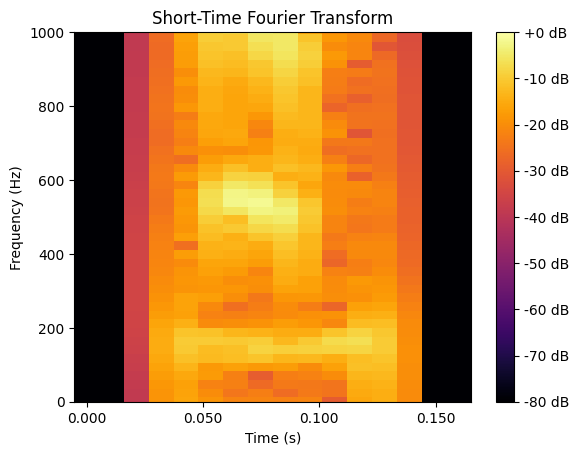 Short-Time Fourier Transform
1000
800
600
400
200
0
Frequency (Hz)
0.000
0.050
0.100
0.150
Time (s)
+0 dB
-10 dB
-20 dB
-30 dB
-40 dB
-50 dB
-60 dB
-70 dB
-80 dB